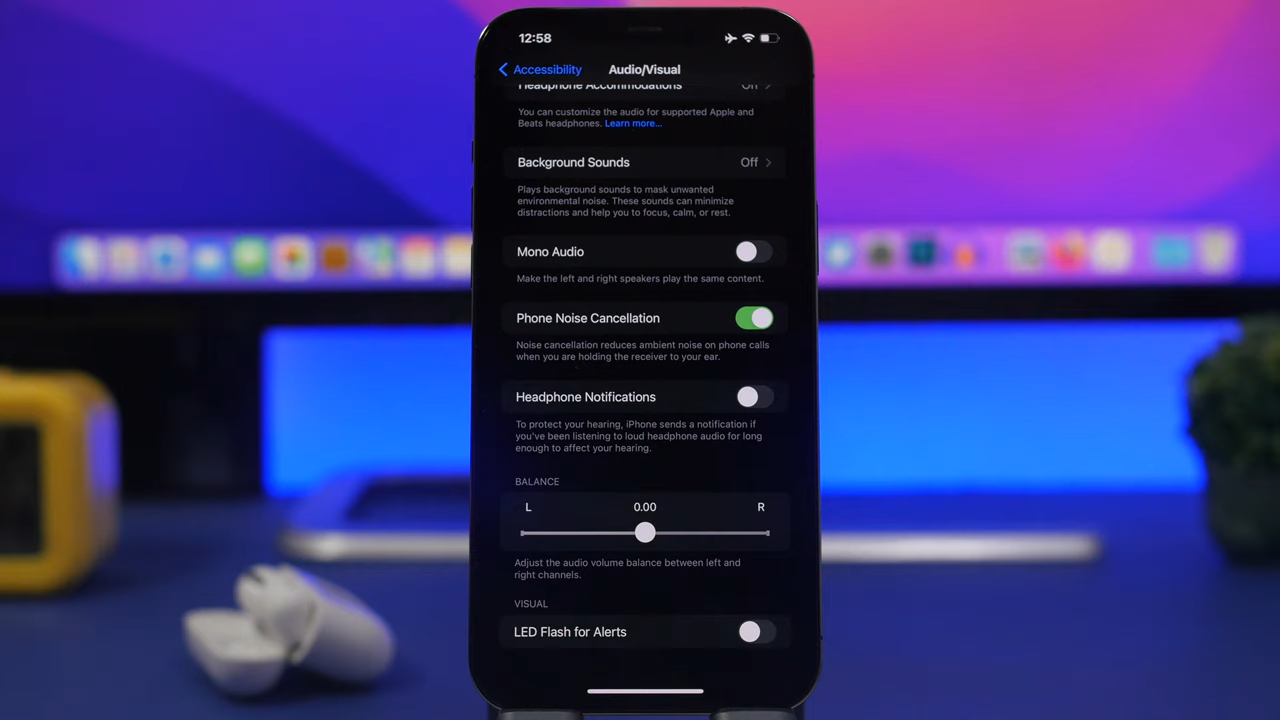 12:58
Accessibility
Audio/Visual
Headphone Accommodations
You can customize the audio for supported Apple and
Beats headphones. Learn more...
Background Sounds
Off
Plays background sounds to mask unwanted
environmental noise. These sounds can minimize
distractions and help you to focus, calm, or rest.
Mono Audio
Make the left and right speakers play the same content.
Phone Noise Cancellation
Noise cancellation reduces ambient noise on phone calls
when you are holding the receiver to your ear.
Headphone Notifications
To protect your hearing, iPhone sends a notification if
you've been listening to loud headphone audio for long
enough to affect your hearing.
BALANCE
L
0.00
R
Adjust the audio volume balance between left and
right channels.
VISUAL
LED Flash for Alerts